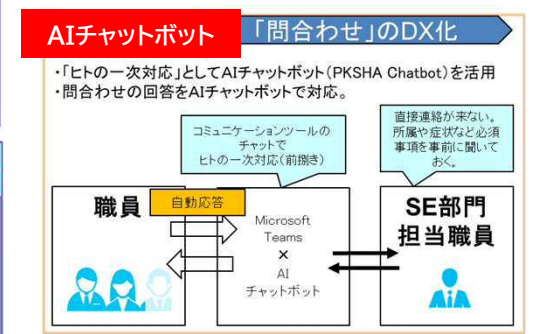 AIチャットボット
「問合わせ」のDX化
・「ヒトの一次対応」としてAIチャットボット(PKSHA Chatbot)を活用
・問合わせの回答をAIチャットボットで対応。
コミュニケーションツールの
チャットで
ヒトの一次対応(前捌き)
直接連絡が来ない。
所属や症状など必須
事項を事前に聞いて
おく。
職員
自動応答
Microsoft
Teams
×
AI
チャットボット
SE部門
担当職員